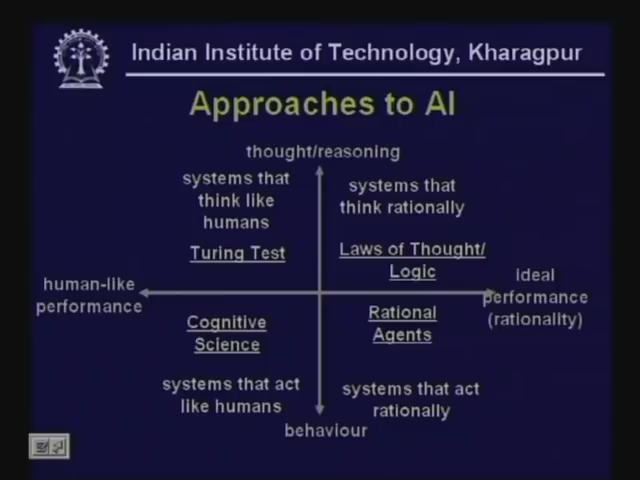 Indian Institute of Technology, Kharagpur
Approaches to AI
thought/reasoning
systems that
think like
humans
systems that
think rationally
Turing Test
Laws of Thought/
Logic
human-like
performance
ideal
performance
(rationality)
Cognitive
Science
Rational
Agents
systems that act
like humans
systems that act
rationally
behaviour